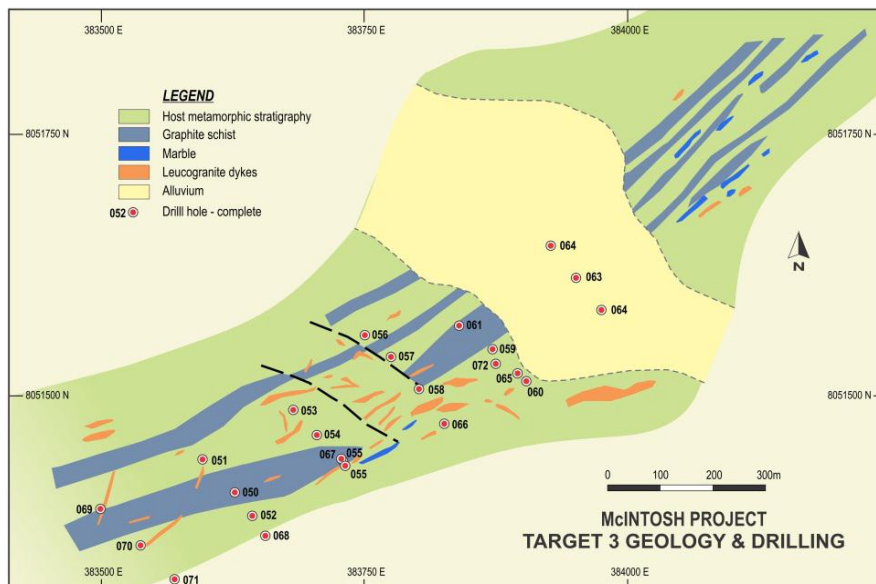 383500 E
383750 E
384000 E
LEGEND
Host metamorphic stratigraphy
Graphite schist
Marble
Leucogranite dykes
Alluvium
052 Drilll hole - complete
8051750 N
8051750 N
N
064
063
064
061
056
057
059
072
065
060
058
8051500 N
8051500 N
053
066
054
051
067
055
055
050
069
052
068
070
071
0 100 200 300m
McINTOSH PROJECT
TARGET 3 GEOLOGY & DRILLING
383500 E
383750 E
384000 E